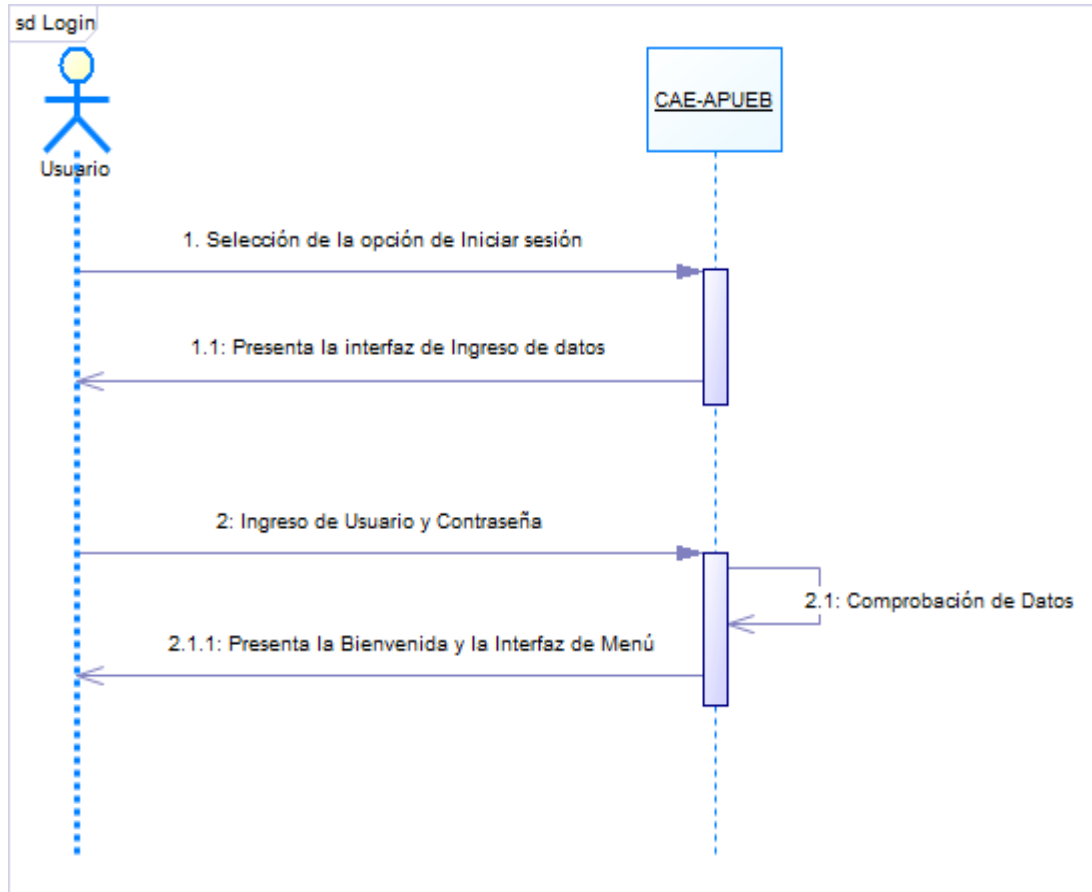 sd Login
Usuario
CAE-APUEB
1. Selección de la opción de Iniciar sesión
1.1: Presenta la interfaz de Ingreso de datos
2: Ingreso de Usuario y Contraseña
2.1: Comprobación de Datos
2.1.1: Presenta la Bienvenida y la Interfaz de Menú